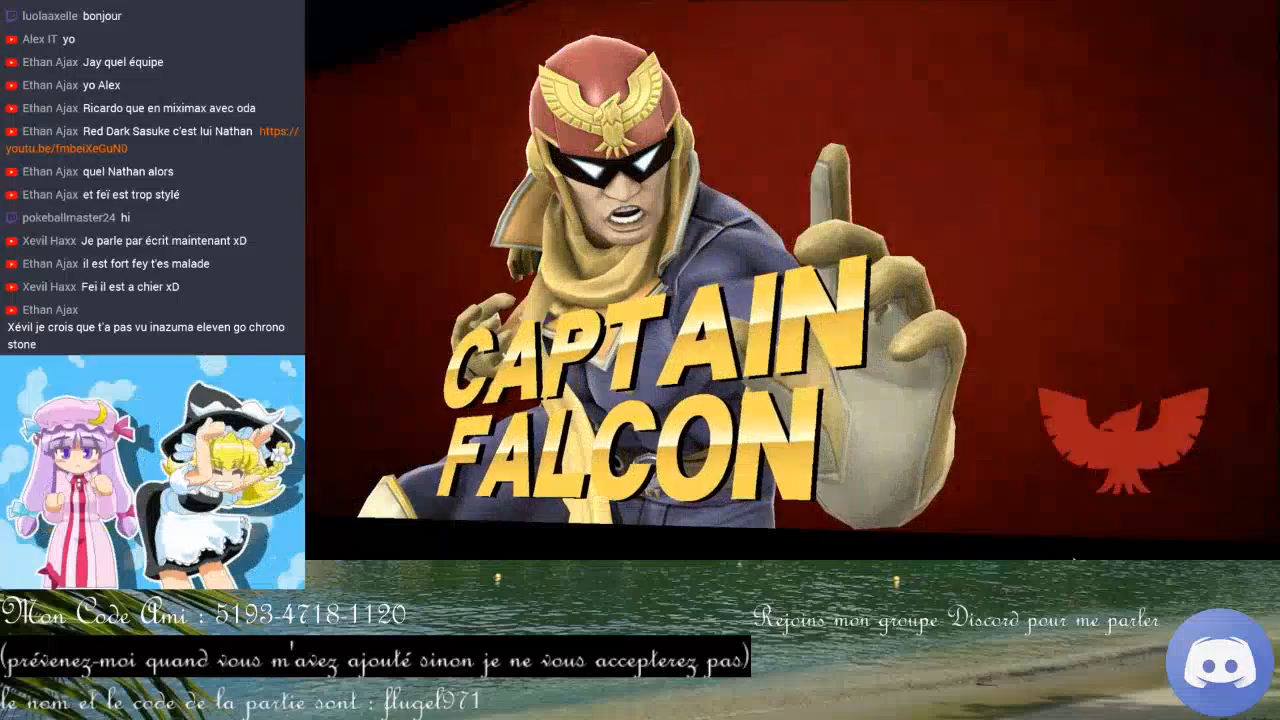 luolaaxelle bonjour
Alex IT yo
Ethan Ajax Jay quel équipe
Ethan Ajax yo Alex
Ethan Ajax Ricardo que en miximax avec oda
Ethan Ajax Red Dark Sasuke c'est lui Nathan https://
youtu.be/fmbeiXeGuN0
Ethan Ajax quel Nathan alors
Ethan Ajax et feï est trop stylé
pokeballmaster24 hi
Xevil Haxx Je parle par écrit maintenant xD
Ethan Ajax il est fort fey t'es malade
Xevil Haxx Fei il est a chier xD
Ethan Ajax
Xévil je crois que t'a pas vu inazuma eleven go chrono
stone
CAPTAIN
FALCON
Mon Code Ami : 5193-4718-1120
(prévenez-moi quand vous m'avez ajouté sinon je ne vous accepterez pas)
le nom et le code de la partie sont : flugel971
Rejoins mon groupe Discord pour me parler